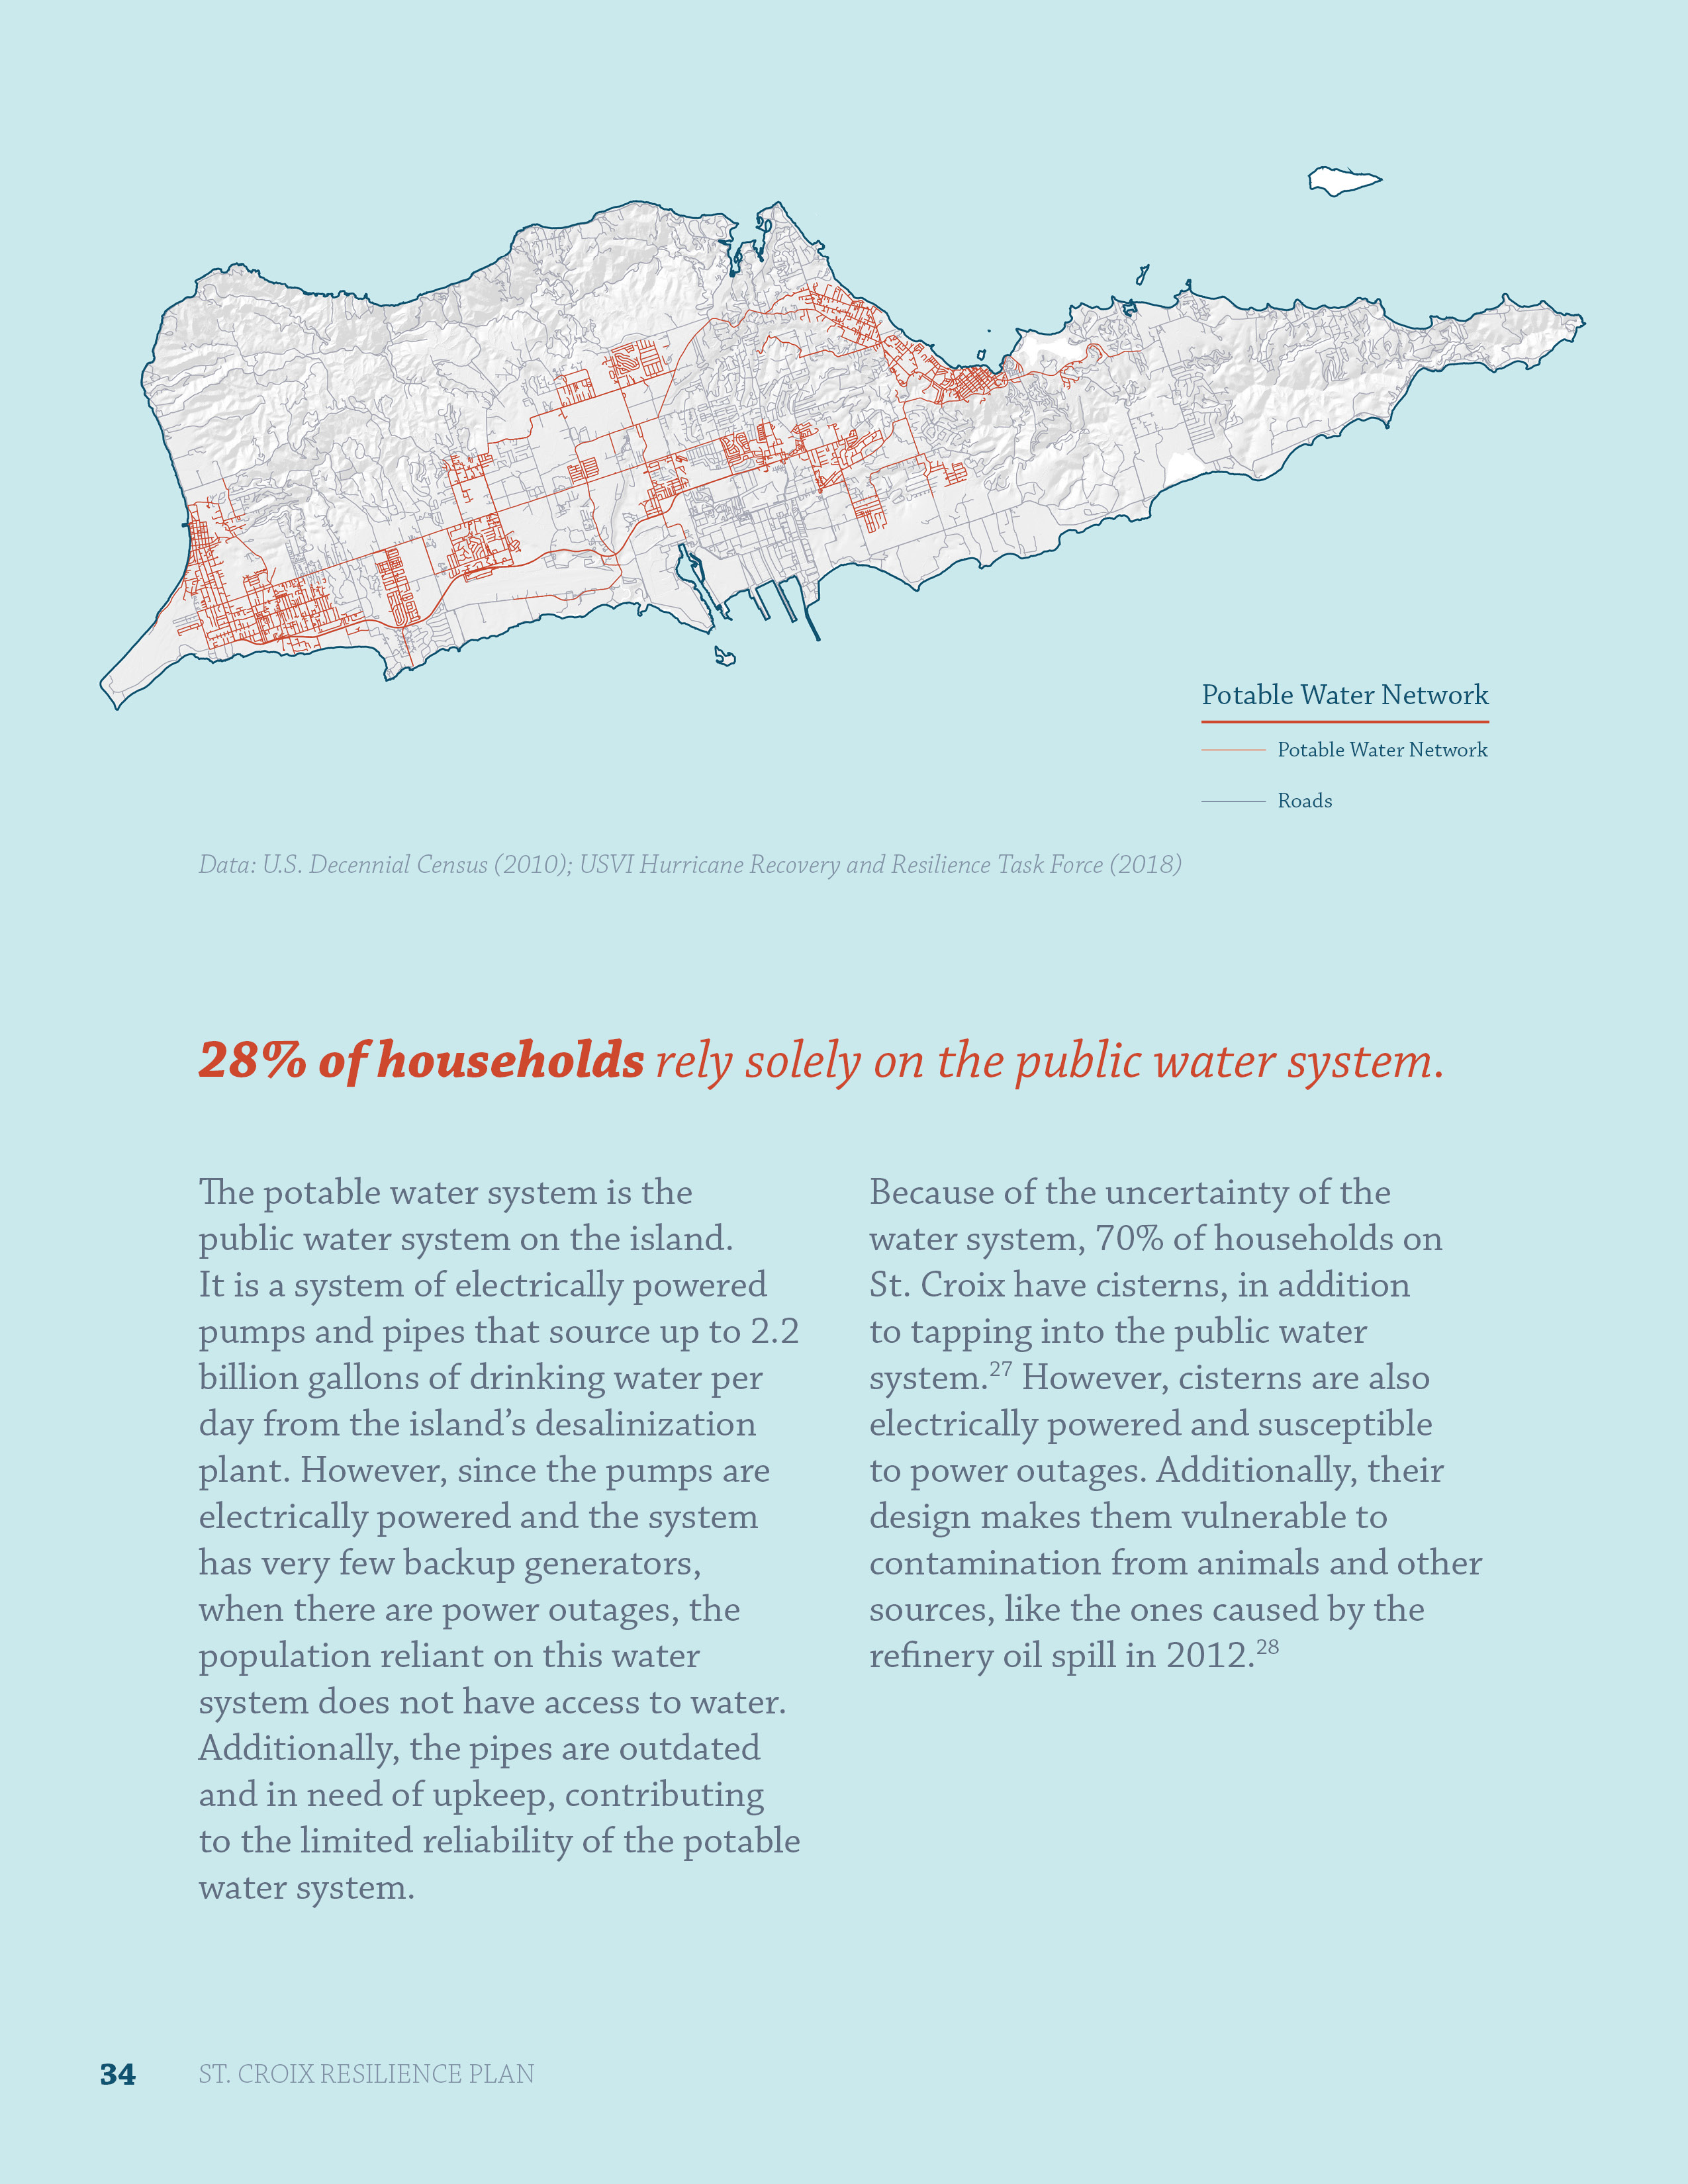 Potable Water Network
Potable Water Network
Roads
Data: U.S. Decennial Census (2010); USVI Hurricane Recovery and Resilience Task Force (2018)
28% of households rely solely on the public water system.
The potable water system is the
public water system on the island.
It is a system of electrically powered
pumps and pipes that source up to 2.2
billion gallons of drinking water per
day from the island’s desalinization
plant. However, since the pumps are
electrically powered and the system
has very few backup generators,
when there are power outages, the
population reliant on this water
system does not have access to water.
Additionally, the pipes are outdated
and in need of upkeep, contributing
to the limited reliability of the potable
water system.
Because of the uncertainty of the
water system, 70% of households on
St. Croix have cisterns, in addition
to tapping into the public water
system.27 However, cisterns are also
electrically powered and susceptible
to power outages. Additionally, their
design makes them vulnerable to
contamination from animals and other
sources, like the ones caused by the
refinery oil spill in 2012.28
34 ST. CROIX RESILIENCE PLAN